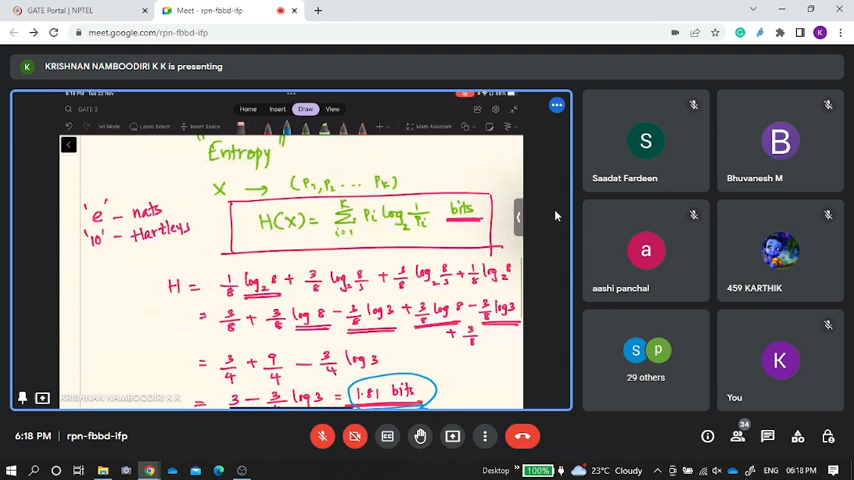 GATE Portal | NPTEL
Meet - rpn-fbbd-ifp
meet.google.com/rpn-fbbd-ifp
K
K
KRISHNAN NAMBOODIRI K K is presenting
GATE 2
Home Insert Draw View
Lasso Select Insert Space Math Assistant
"Entropy"
X → (P1, P2 ... PK)
'e' - nats
'10' - Hartleys
H(X) = K Σ i=1 Pi log2 1/Pi bits
H = 1/8 log2 8 + 3/8 log2 8/3 + 3/8 log2 8/3 + 1/8 log2 8
= 3/8 + 3/8 log 8 - 3/8 log 3 + 3/8 log 8 - 3/8 log 3
+ 3/8
= 3/4 + 9/4 - 3/4 log 3
= 3 - log 3 = 1.81 bits
KRISHNAN NAMBOODIRI K K
S
Saadat Fardeen
B
Bhuvanesh M
a
aashi panchal
459 KARTHIK
S P
29 others
K
You
6:18 PM rpn-fbbd-ifp
34
Desktop 100% 23°C Cloudy ENG 06:18 PM